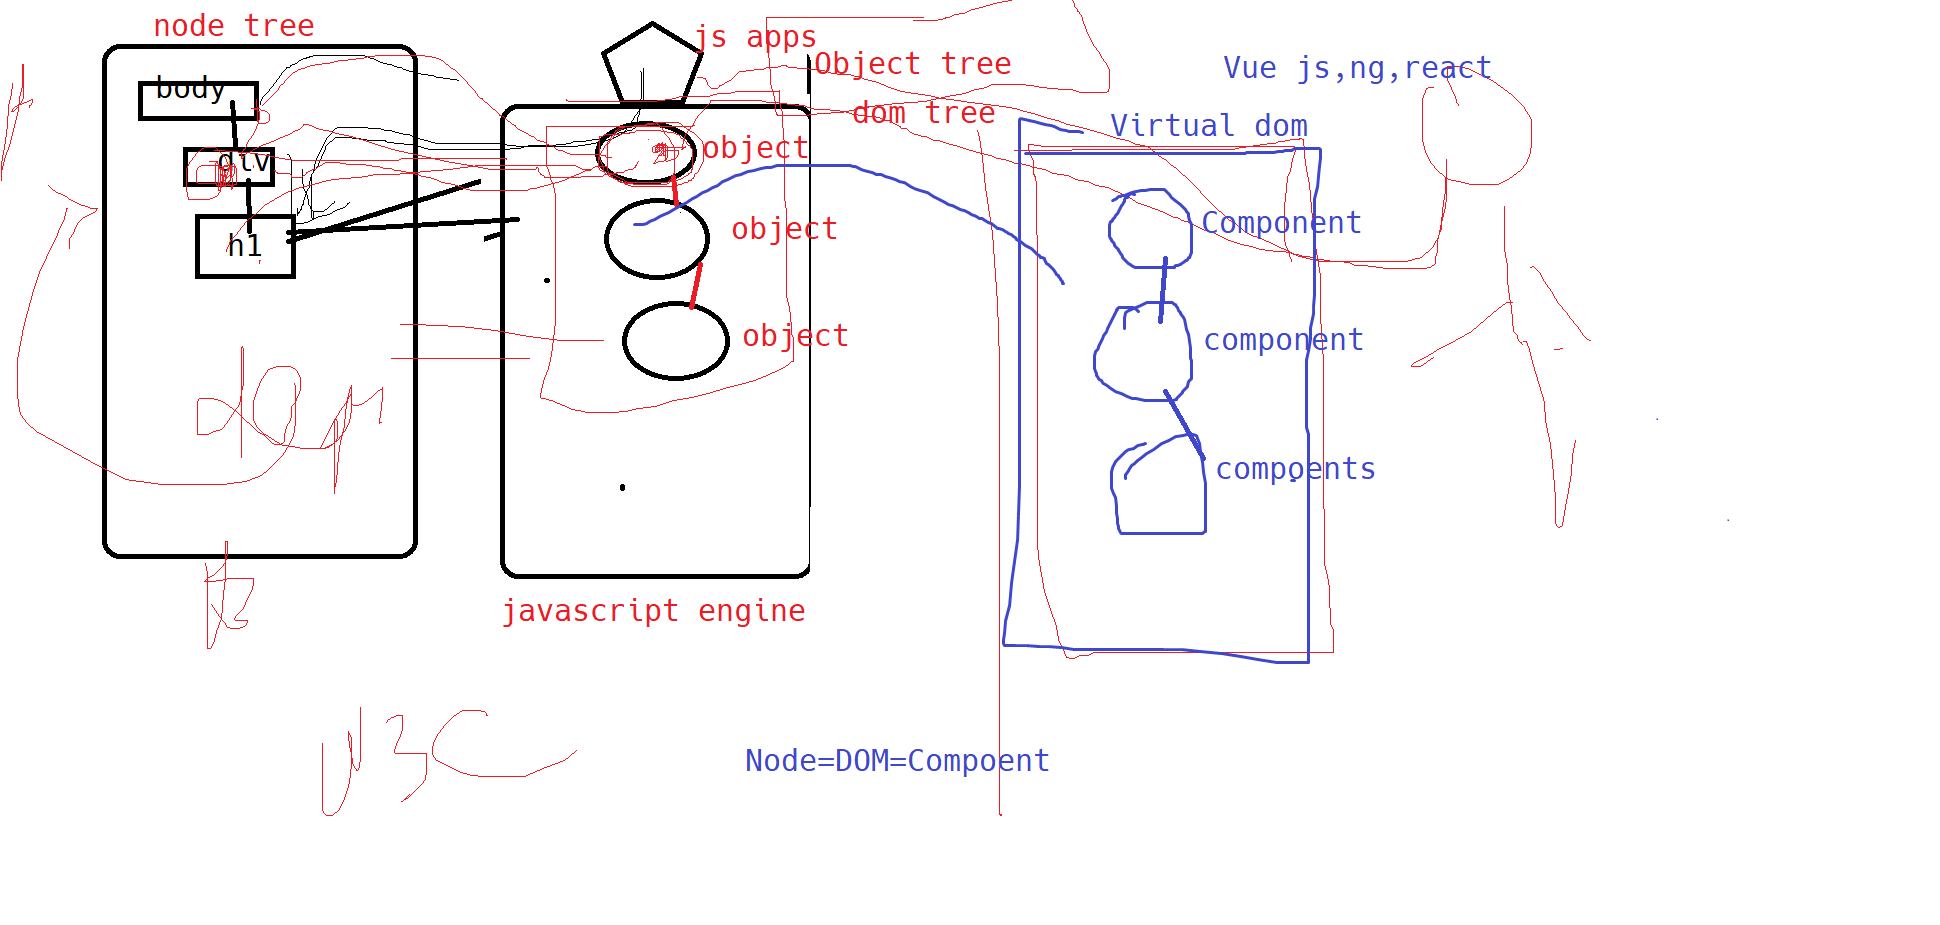 node tree
body
div
h1
js apps
Object tree
dom tree
object
object
object
javascript engine
Vue js,ng,react
Virtual dom
Component
component
compoents
W3C
Node=DOM=Compoent